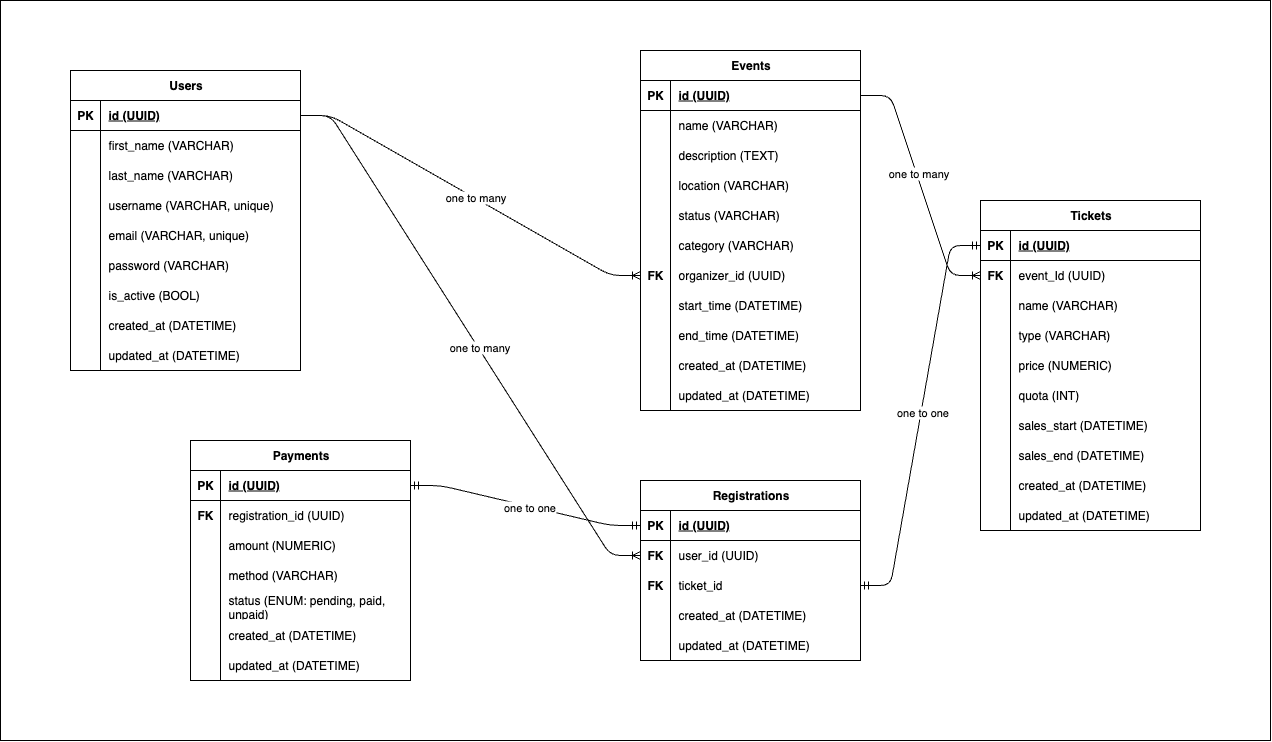 Users
PK id (UUID)
first_name (VARCHAR)
last_name (VARCHAR)
username (VARCHAR, unique)
email (VARCHAR, unique)
password (VARCHAR)
is_active (BOOL)
created_at (DATETIME)
updated_at (DATETIME)
Events
PK id (UUID)
name (VARCHAR)
description (TEXT)
location (VARCHAR)
status (VARCHAR)
category (VARCHAR)
FK organizer_id (UUID)
start_time (DATETIME)
end_time (DATETIME)
created_at (DATETIME)
updated_at (DATETIME)
Tickets
PK id (UUID)
FK event_Id (UUID)
name (VARCHAR)
type (VARCHAR)
price (NUMERIC)
quota (INT)
sales_start (DATETIME)
sales_end (DATETIME)
created_at (DATETIME)
updated_at (DATETIME)
Payments
PK id (UUID)
FK registration_id (UUID)
amount (NUMERIC)
method (VARCHAR)
status (ENUM: pending, paid,
unpaid)
created_at (DATETIME)
updated_at (DATETIME)
Registrations
PK id (UUID)
FK user_id (UUID)
FK ticket_id
created_at (DATETIME)
updated_at (DATETIME)
one to many
one to many
one to many
one to one
one to one